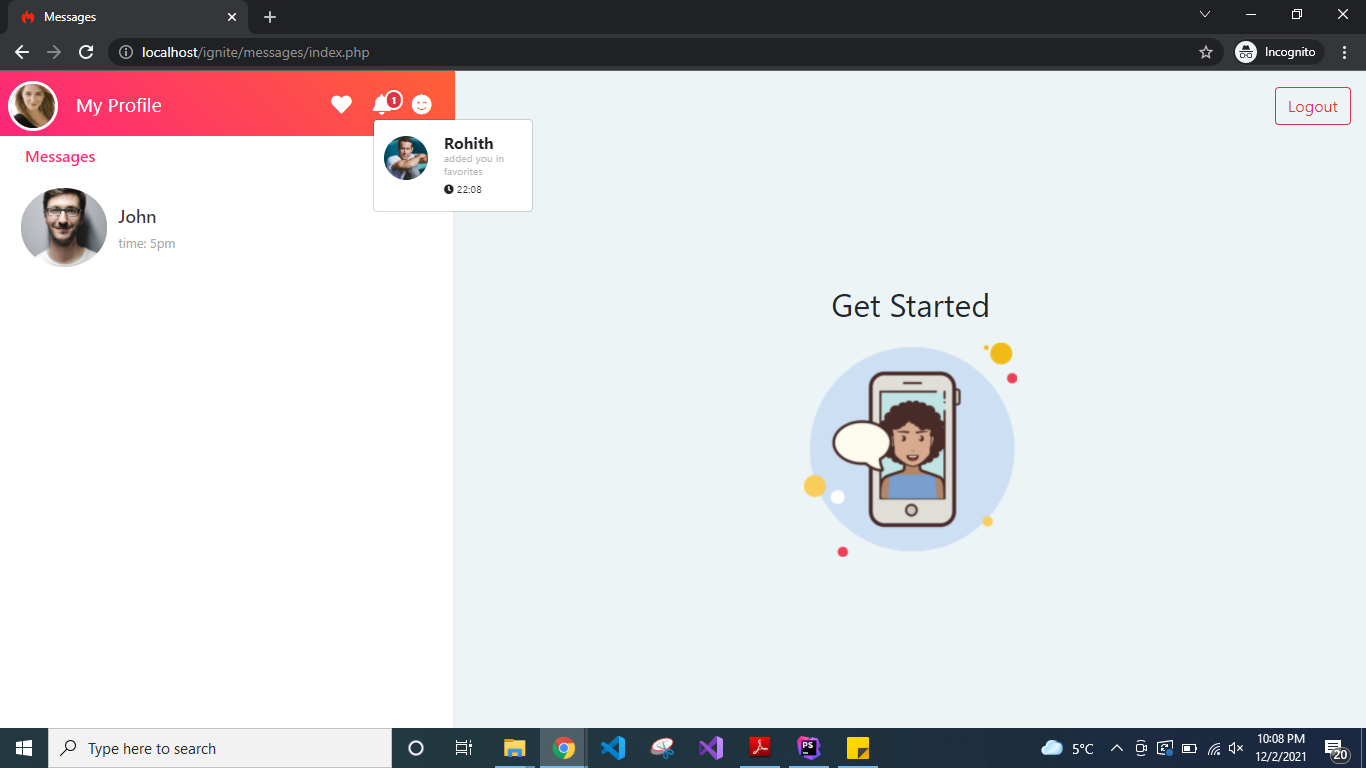 Messages
localhost/ignite/messages/index.php
Incognito
My Profile
1
Logout
Messages
Rohith
added you in
favorites
22:08
John
time: 5pm
Get Started
Type here to search
PS
5°C
10:08 PM
12/2/2021
20